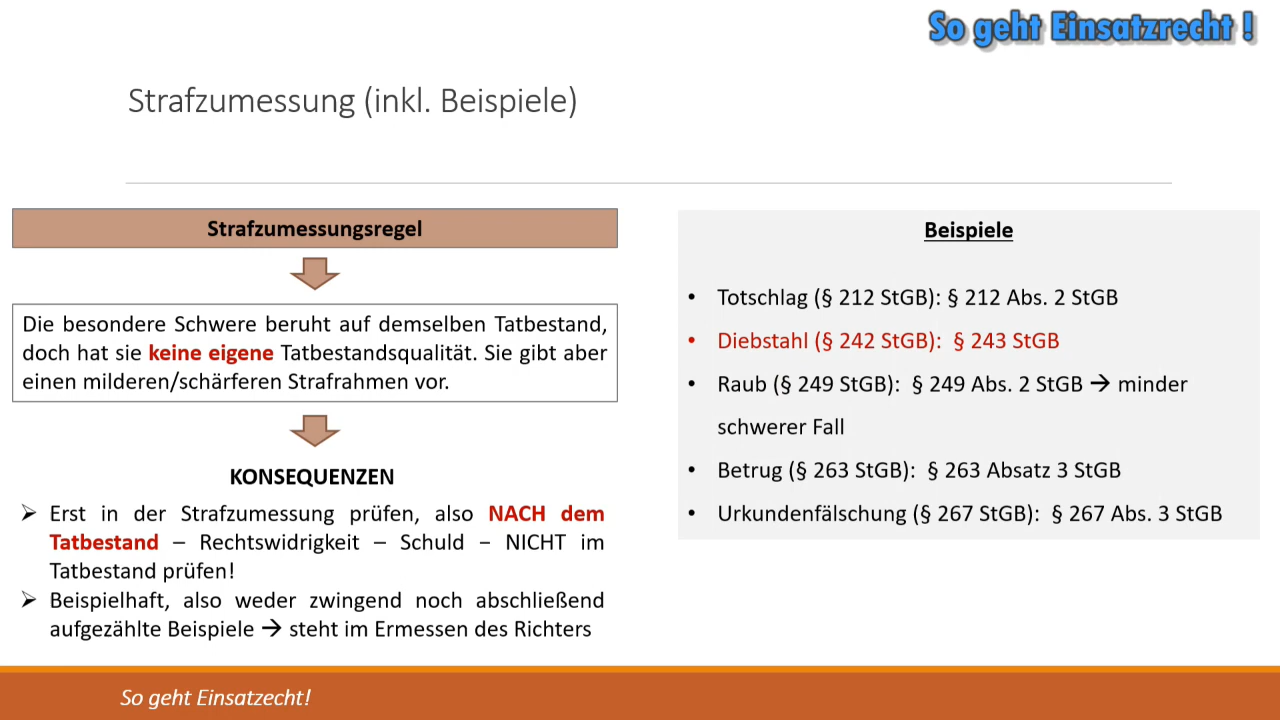 So geht Einsatzrecht !
Strafzumessung (inkl. Beispiele)
Strafzumessungsregel
Die besondere Schwere beruht auf demselben Tatbestand,
doch hat sie keine eigene Tatbestandsqualität. Sie gibt aber
einen milderen/schärferen Strafrahmen vor.
KONSEQUENZEN
➢ Erst in der Strafzumessung prüfen, also NACH dem
Tatbestand – Rechtswidrigkeit – Schuld – NICHT im
Tatbestand prüfen!
➢ Beispielhaft, also weder zwingend noch abschließend
aufgezählte Beispiele → steht im Ermessen des Richters
Beispiele
• Totschlag (§ 212 StGB): § 212 Abs. 2 StGB
• Diebstahl (§ 242 StGB): § 243 StGB
• Raub (§ 249 StGB): § 249 Abs. 2 StGB → minder
schwerer Fall
• Betrug (§ 263 StGB): § 263 Absatz 3 StGB
• Urkundenfälschung (§ 267 StGB): § 267 Abs. 3 StGB
So geht Einsatzecht!